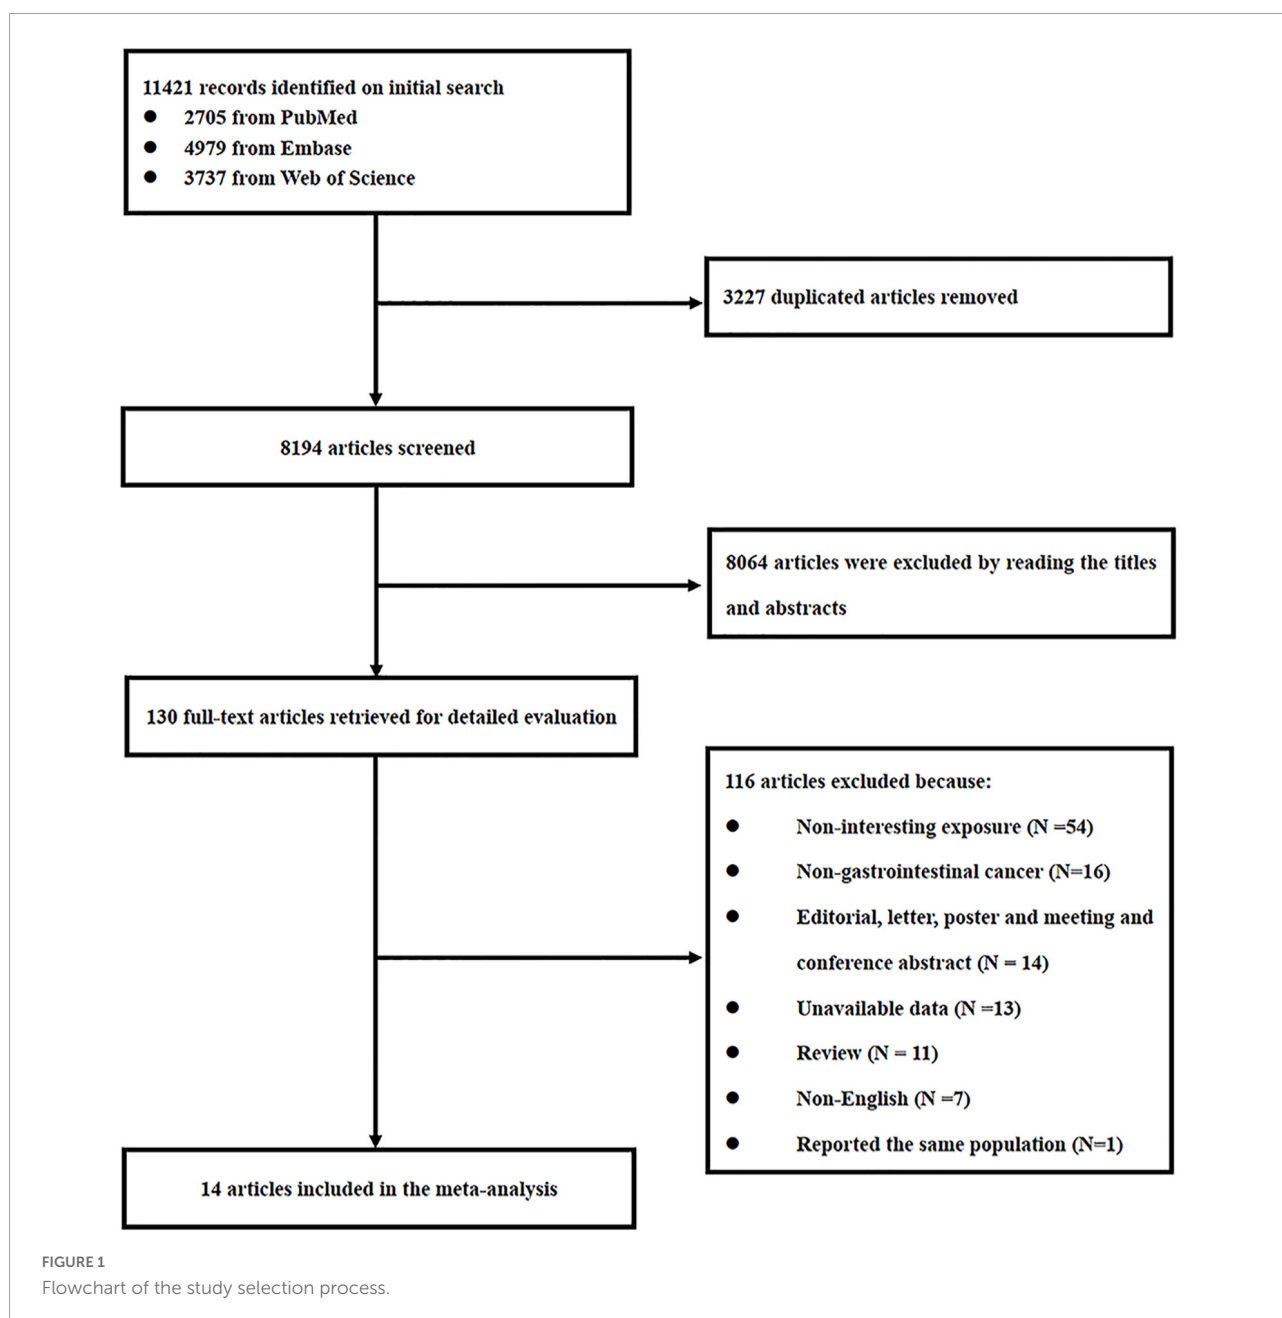 11421 records identified on initial search
● 2705 from PubMed
● 4979 from Embase
● 3737 from Web of Science
3227 duplicated articles removed
8194 articles screened
8064 articles were excluded by reading the titles
and abstracts
130 full-text articles retrieved for detailed evaluation
116 articles excluded because:
● Non-interesting exposure (N =54)
● Non-gastrointestinal cancer (N=16)
● Editorial, letter, poster and meeting and
conference abstract (N = 14)
● Unavailable data (N =13)
● Review (N = 11)
● Non-English (N =7)
● Reported the same population (N=1)
14 articles included in the meta-analysis
FIGURE 1
Flowchart of the study selection process.